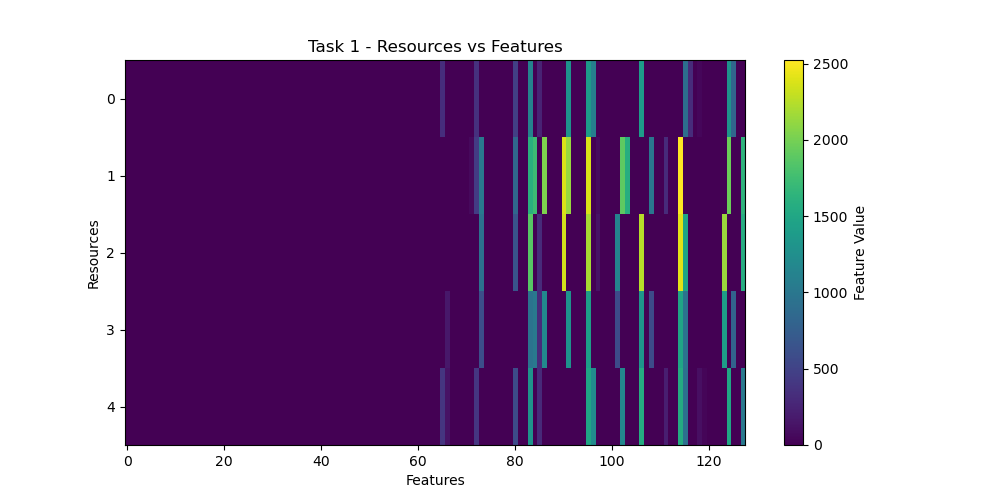 Task 1 - Resources vs Features
Resources
0
1
2
3
4
0 20 40 60 80 100 120
Features
2500
2000
1500
1000
500
0
Feature Value